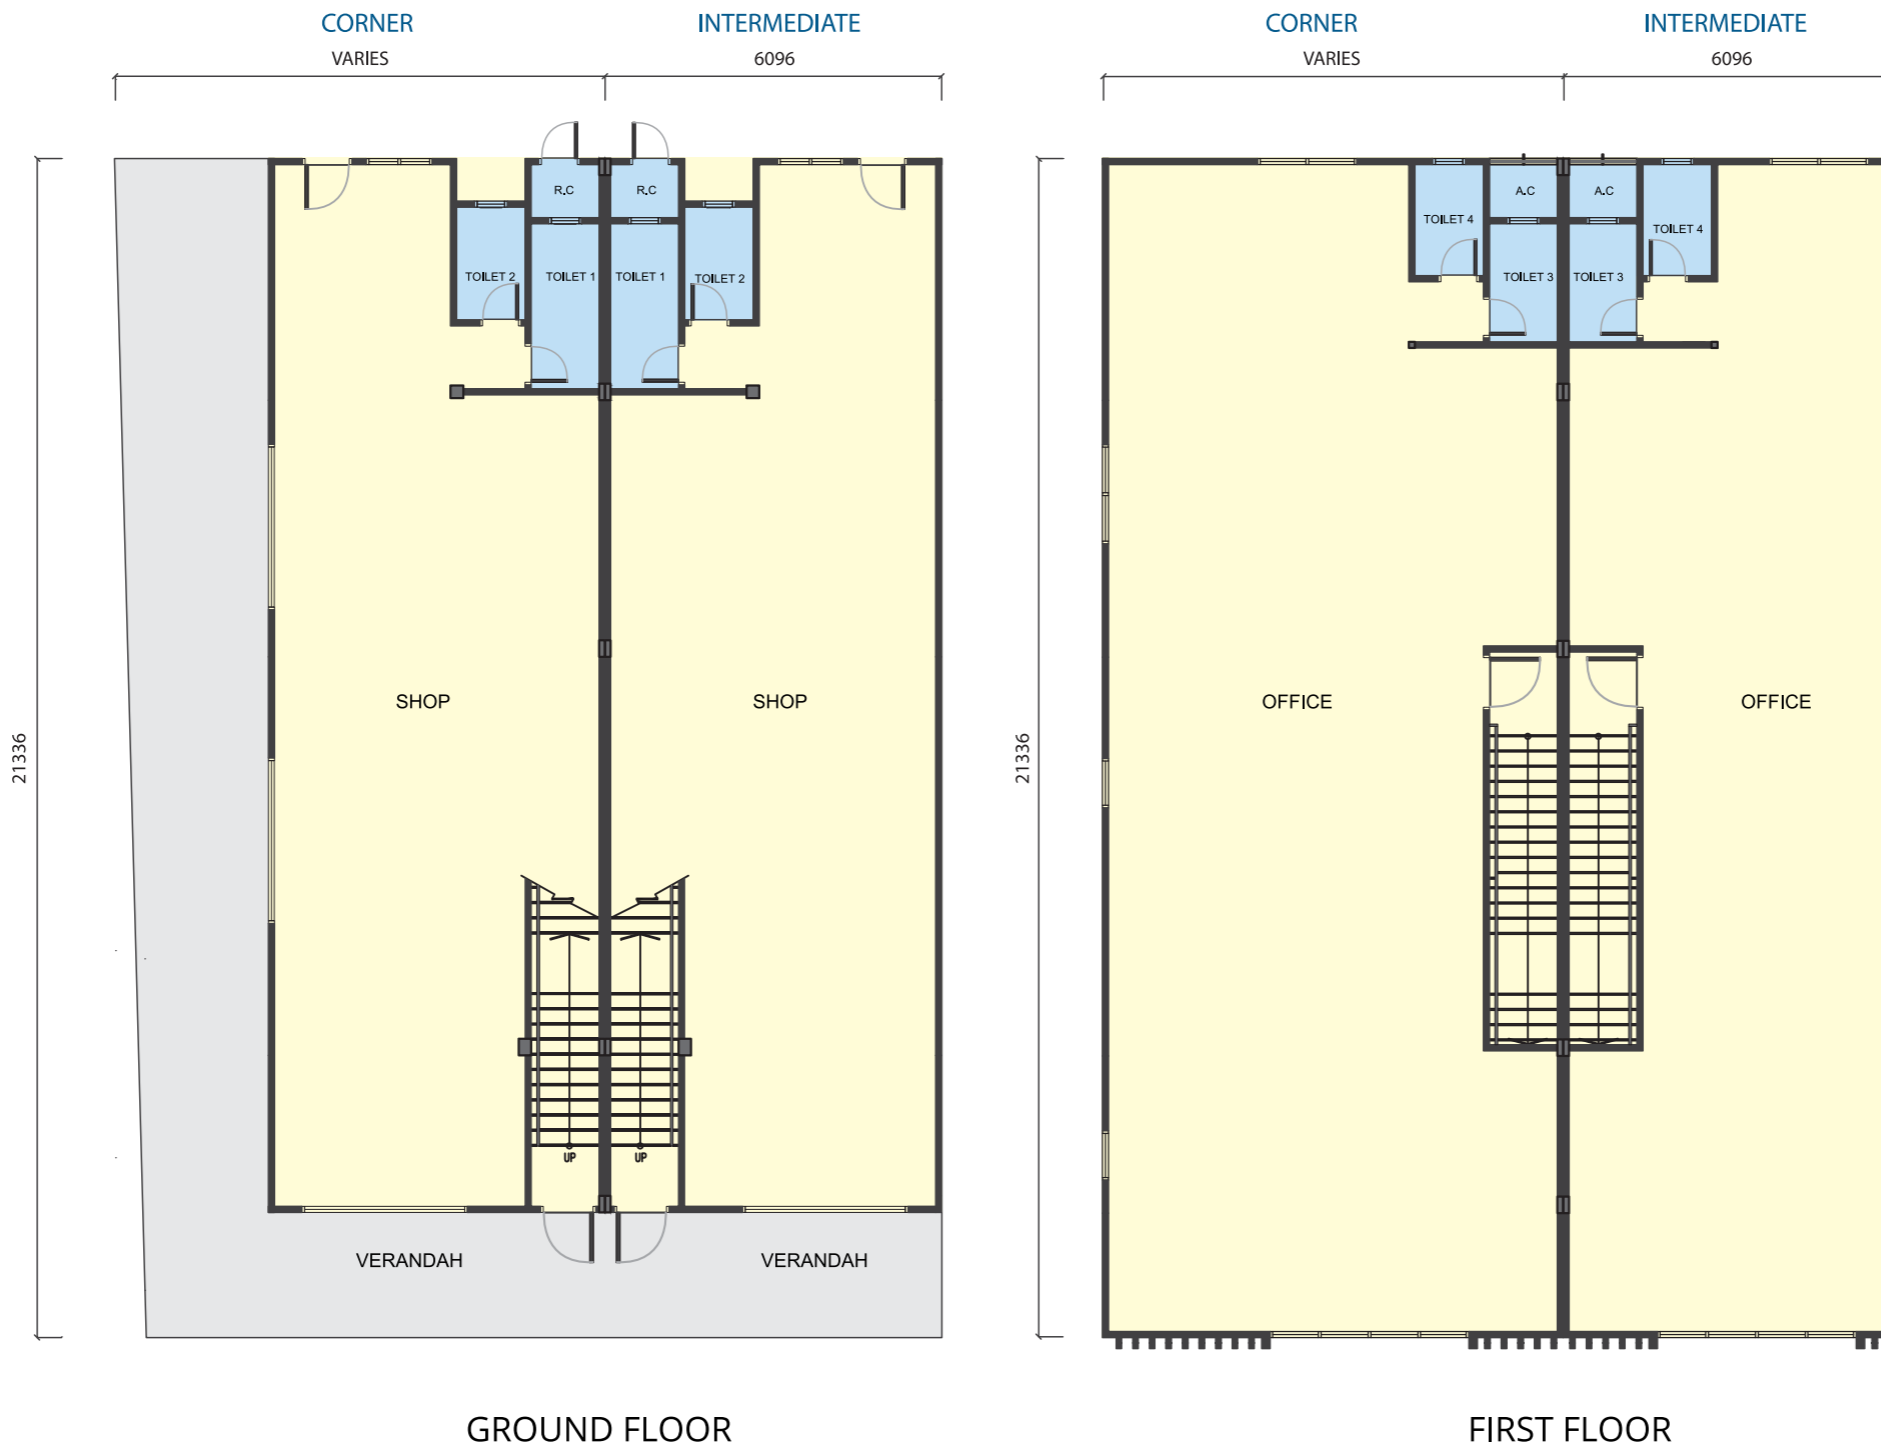 CORNER INTERMEDIATE CORNER INTERMEDIATE
VARIES 6096 VARIES 6096
R.C R.C A.C A.C
TOILET 4 TOILET 4
TOILET 2 TOILET 1 TOILET 1 TOILET 2 TOILET 3 TOILET 3
SHOP SHOP OFFICE OFFICE
21336 21336
UP UP
VERANDAH VERANDAH
GROUND FLOOR FIRST FLOOR